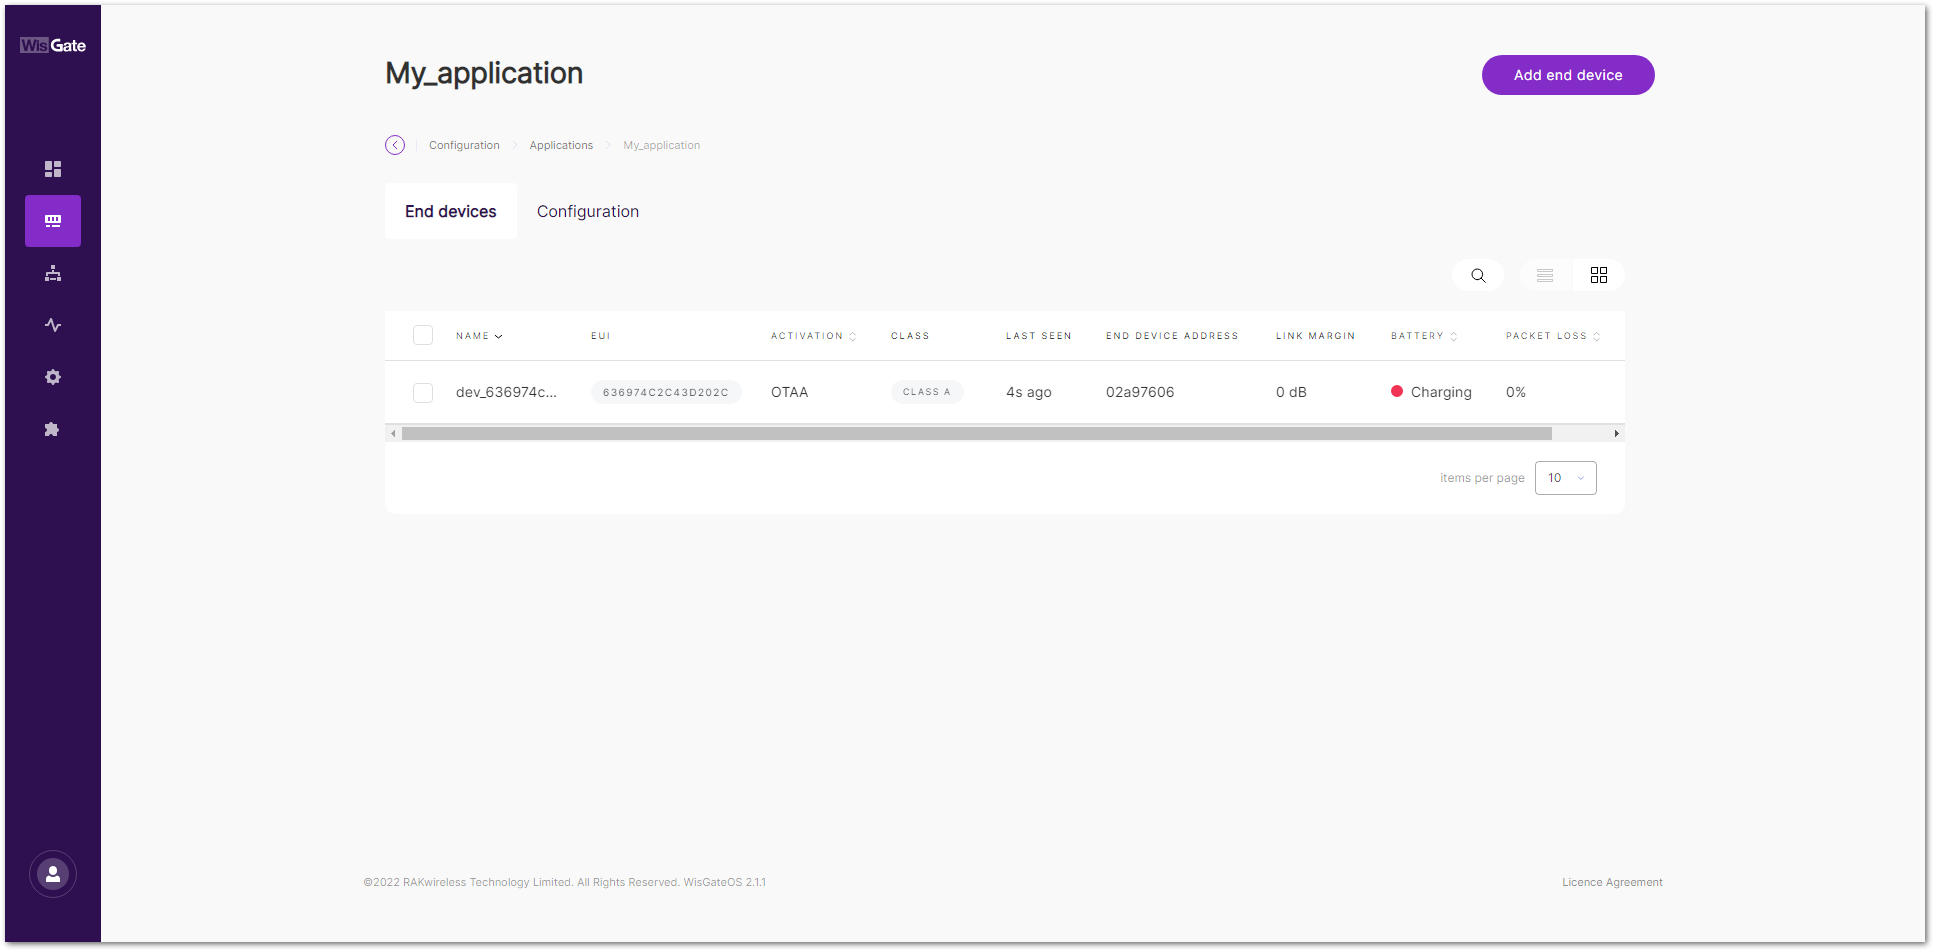 WisGate
My_application
Add end device
Configuration Applications My_application
End devices Configuration
NAME EUI ACTIVATION CLASS LAST SEEN END DEVICE ADDRESS LINK MARGIN BATTERY PACKET LOSS
dev_636974c... 636974C2C43D202C OTAA CLASS A 4s ago 02a97606 0 dB Charging 0%
items per page 10
©2022 RAKwireless Technology Limited. All Rights Reserved. WisGateOS 2.1.1 Licence Agreement